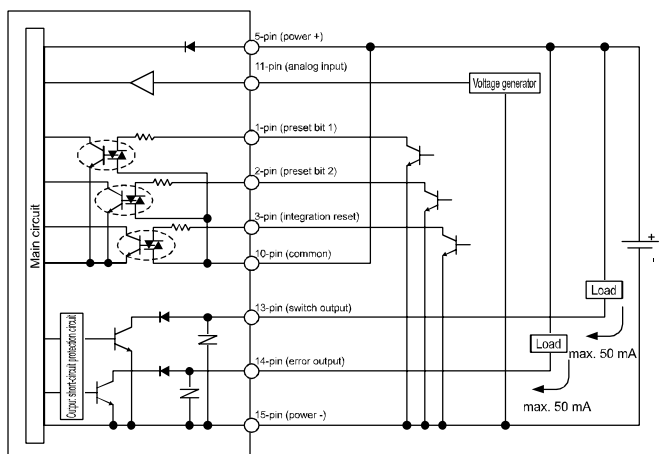 5-pin (power +)
11-pin (analog input)
Voltage generator
1-pin (preset bit 1)
2-pin (preset bit 2)
3-pin (integration reset)
10-pin (common)
Main circuit
+
-
Load
13-pin (switch output)
max. 50 mA
Load
14-pin (error output)
max. 50 mA
Output short-circuit protection circuit
15-pin (power -)